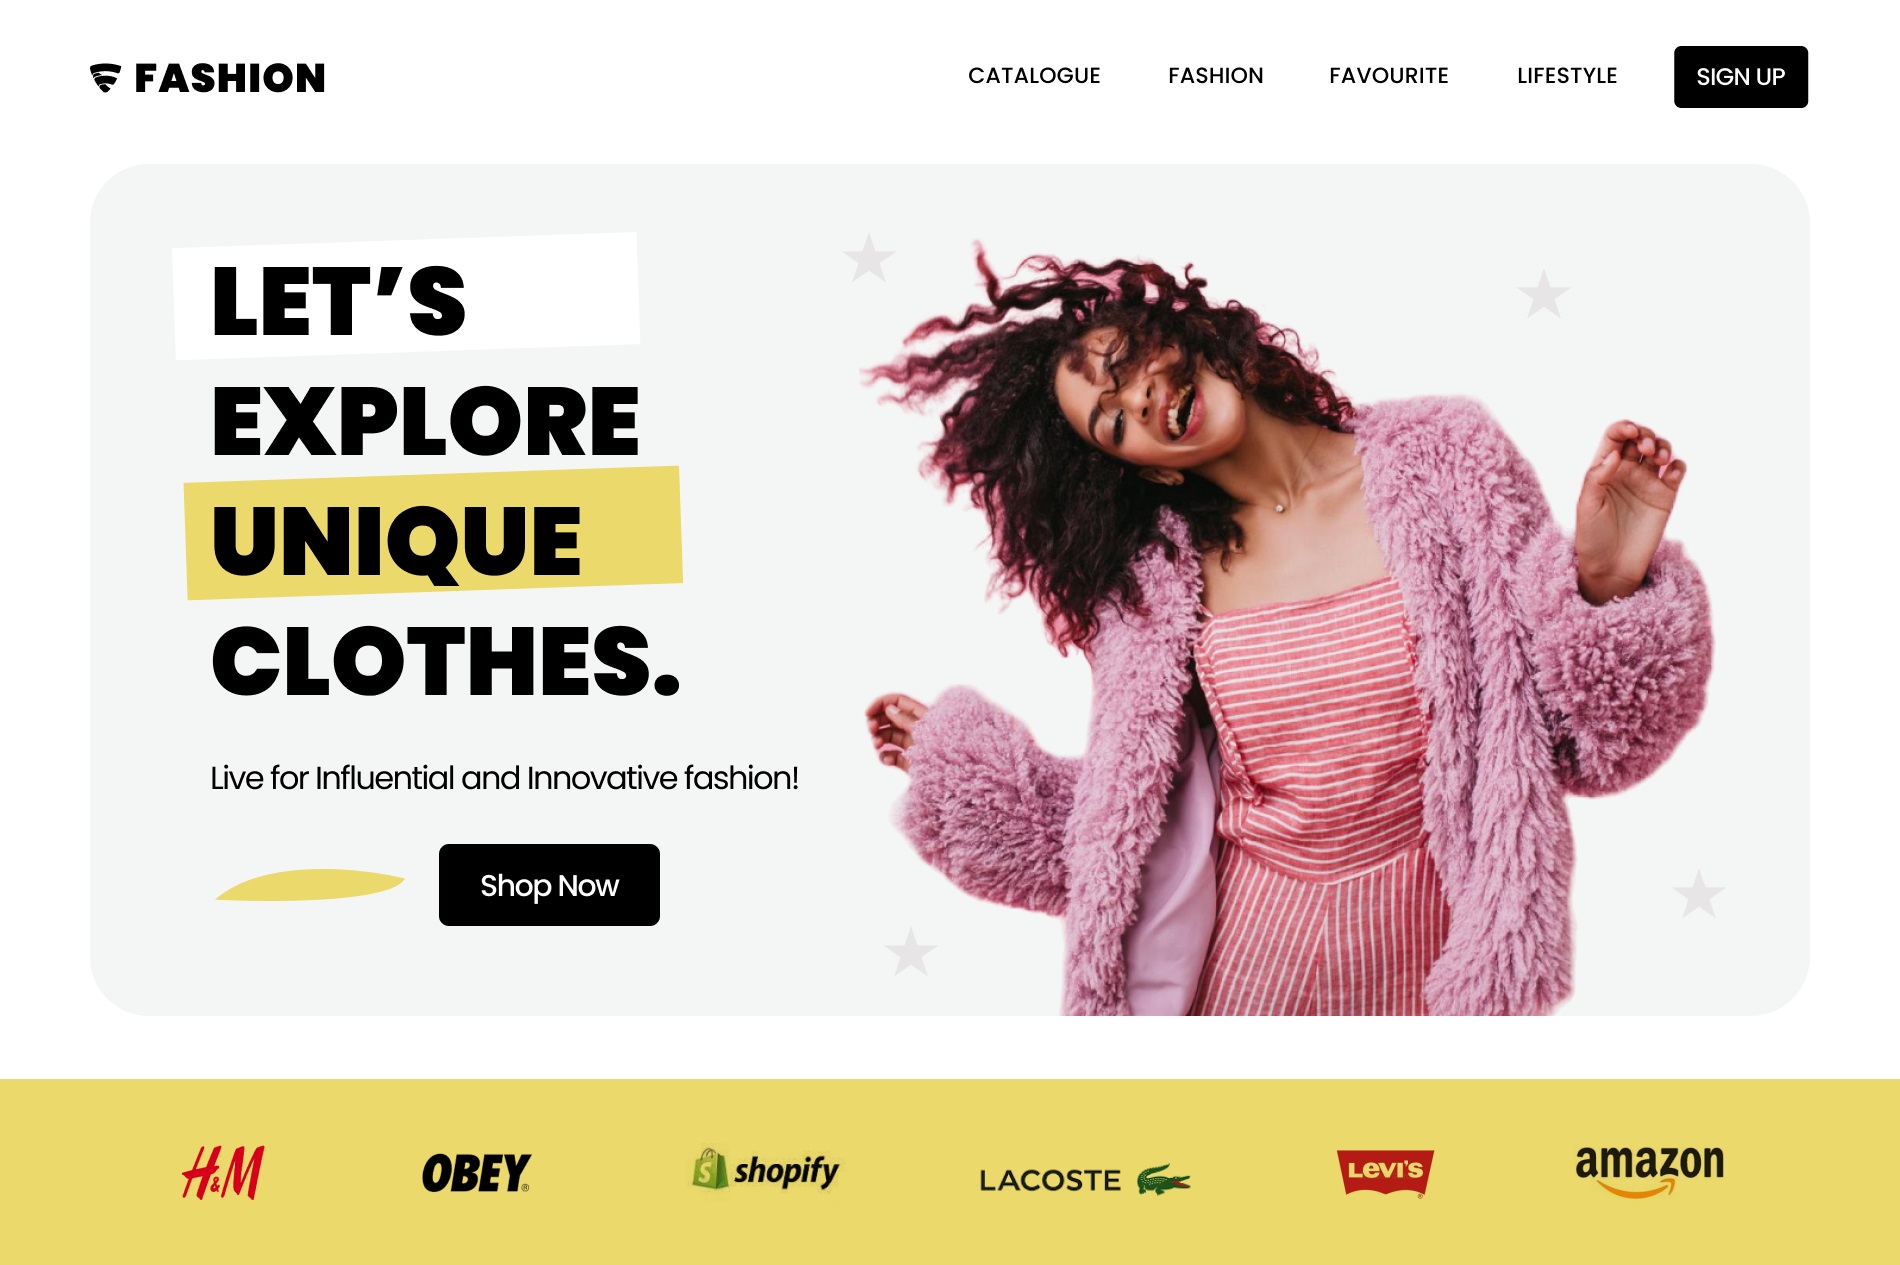 FASHION
CATALOGUE
FASHION
FAVOURITE
LIFESTYLE
SIGN UP
LET’S
EXPLORE
UNIQUE
CLOTHES.
Live for Influential and Innovative fashion!
Shop Now
H&M
OBEY®
shopify
LACOSTE
LEVI'S®
amazon